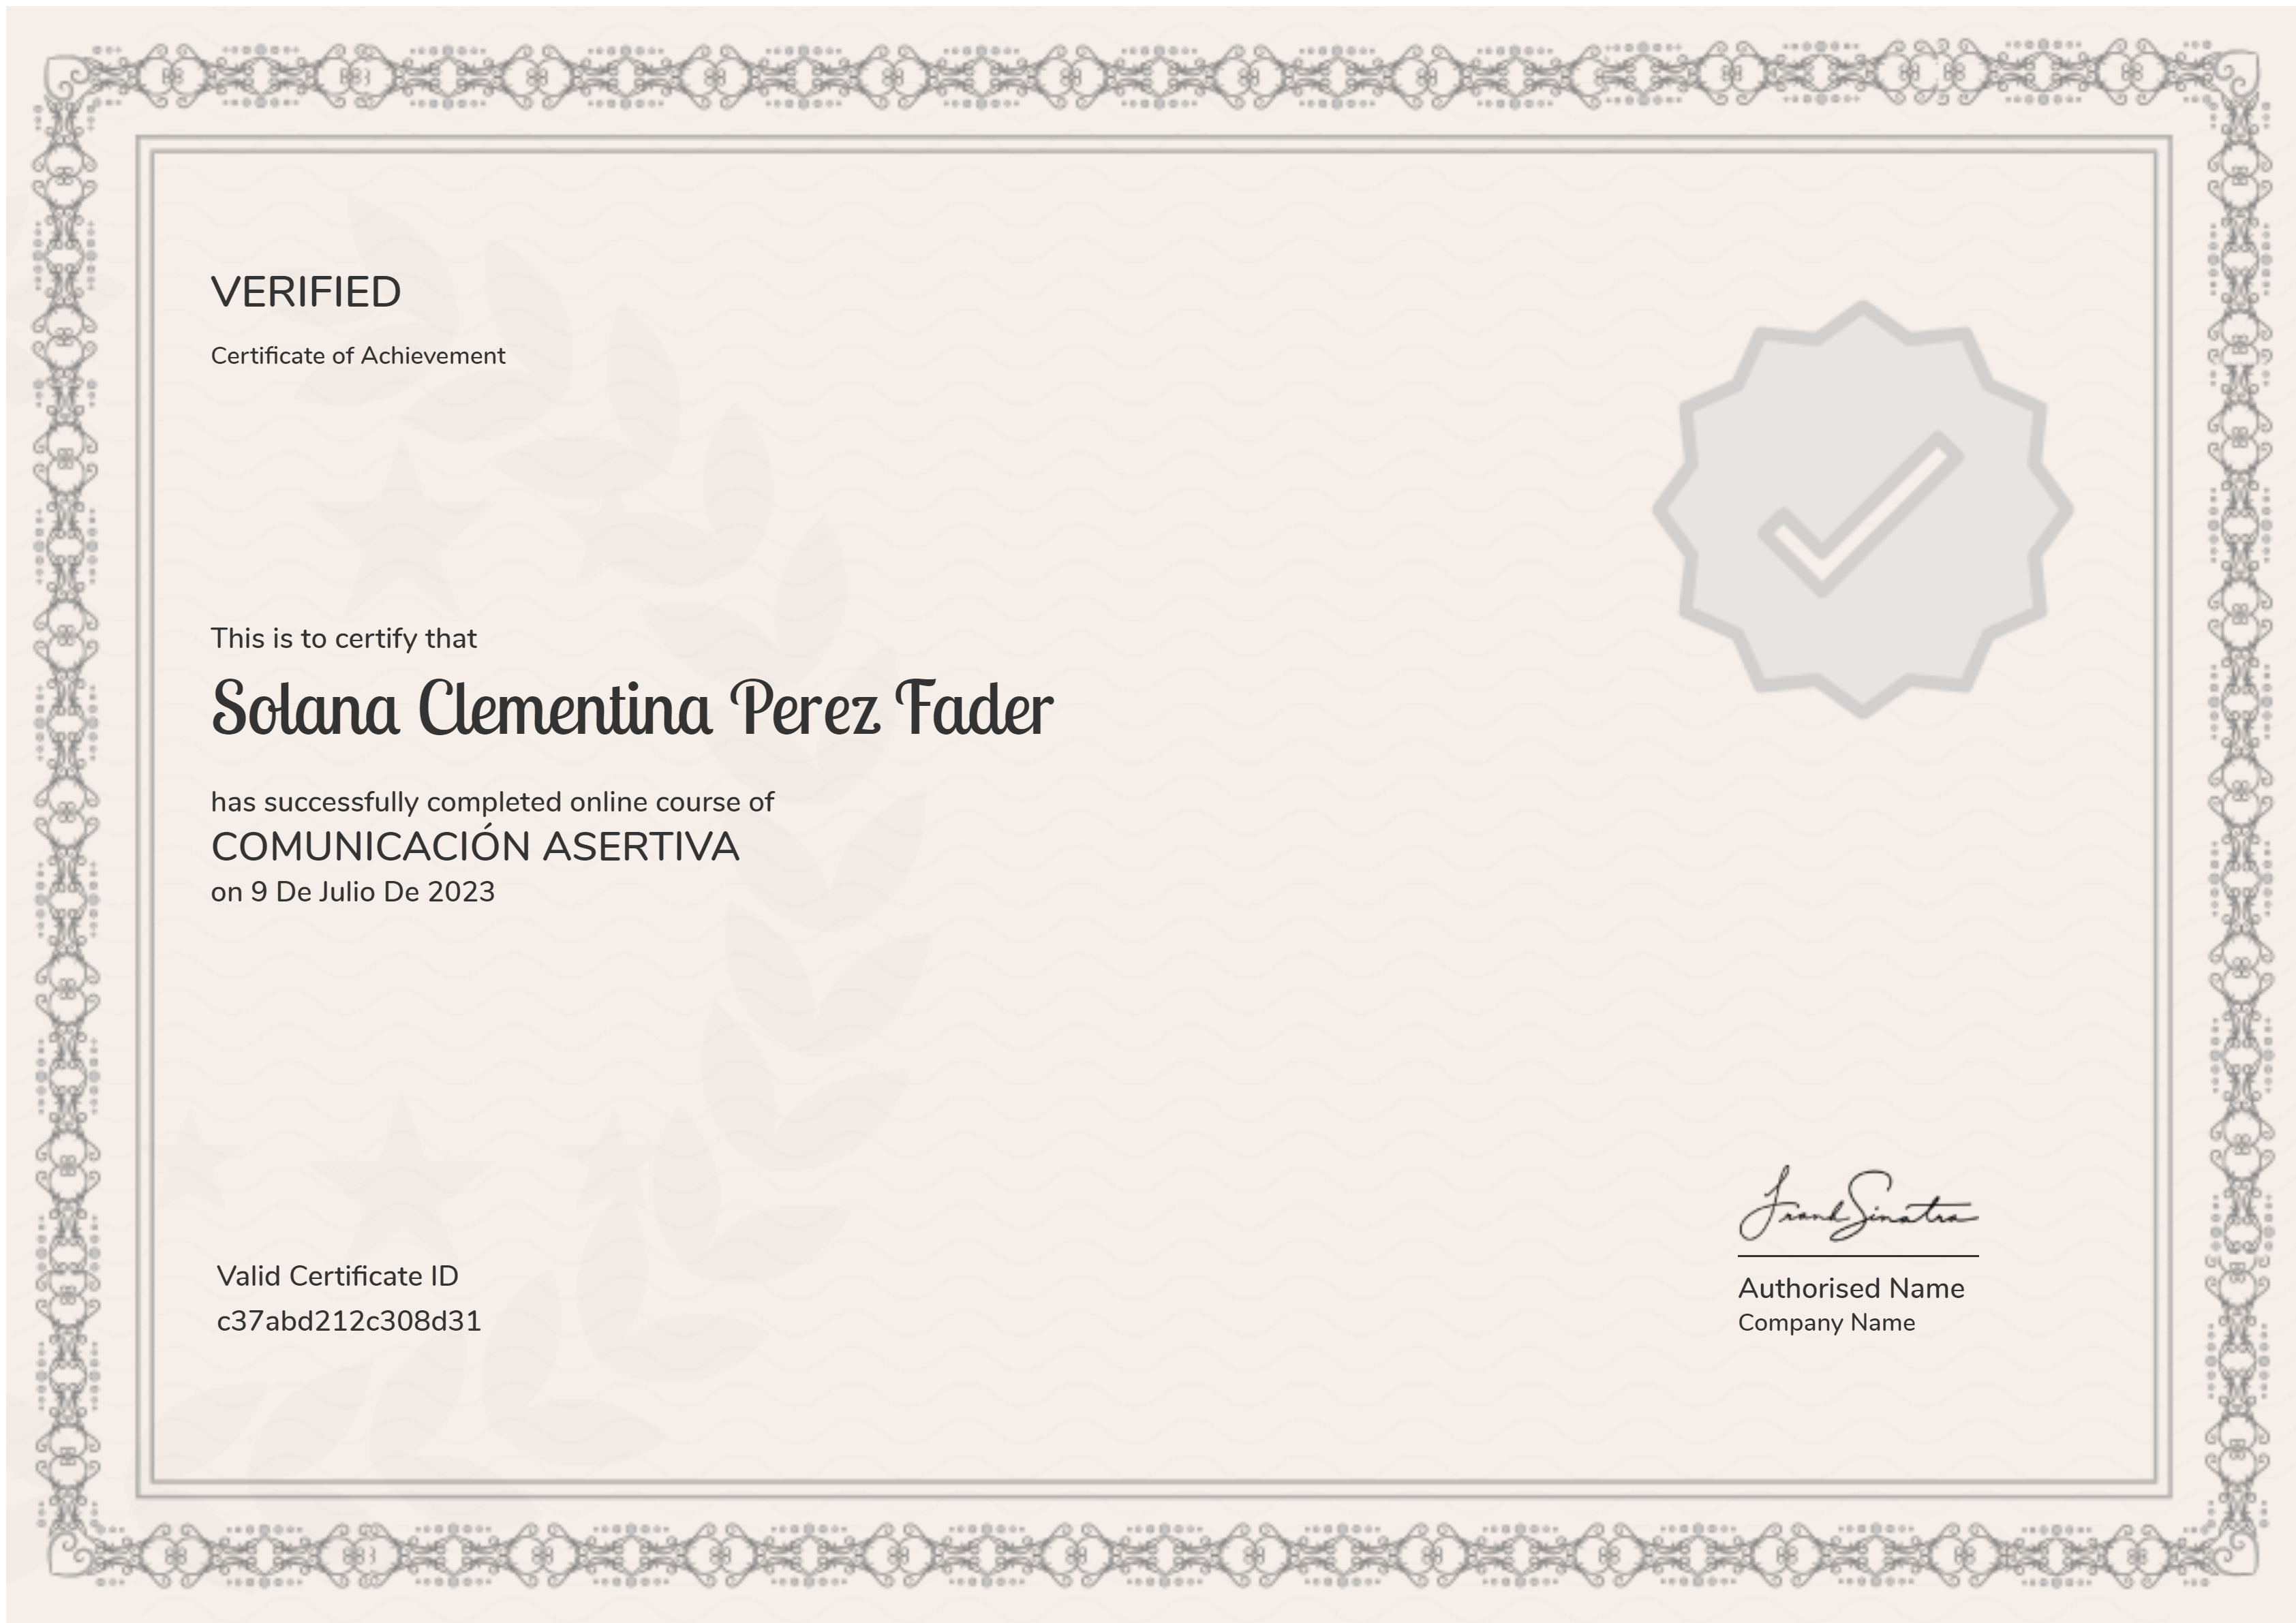 VERIFIED
Certificate of Achievement
This is to certify that
Solana Clementina Perez Fader
has successfully completed online course of
COMUNICACIÓN ASERTIVA
on 9 De Julio De 2023
Frank Sinatra
Valid Certificate ID
c37abd212c308d31
Authorised Name
Company Name